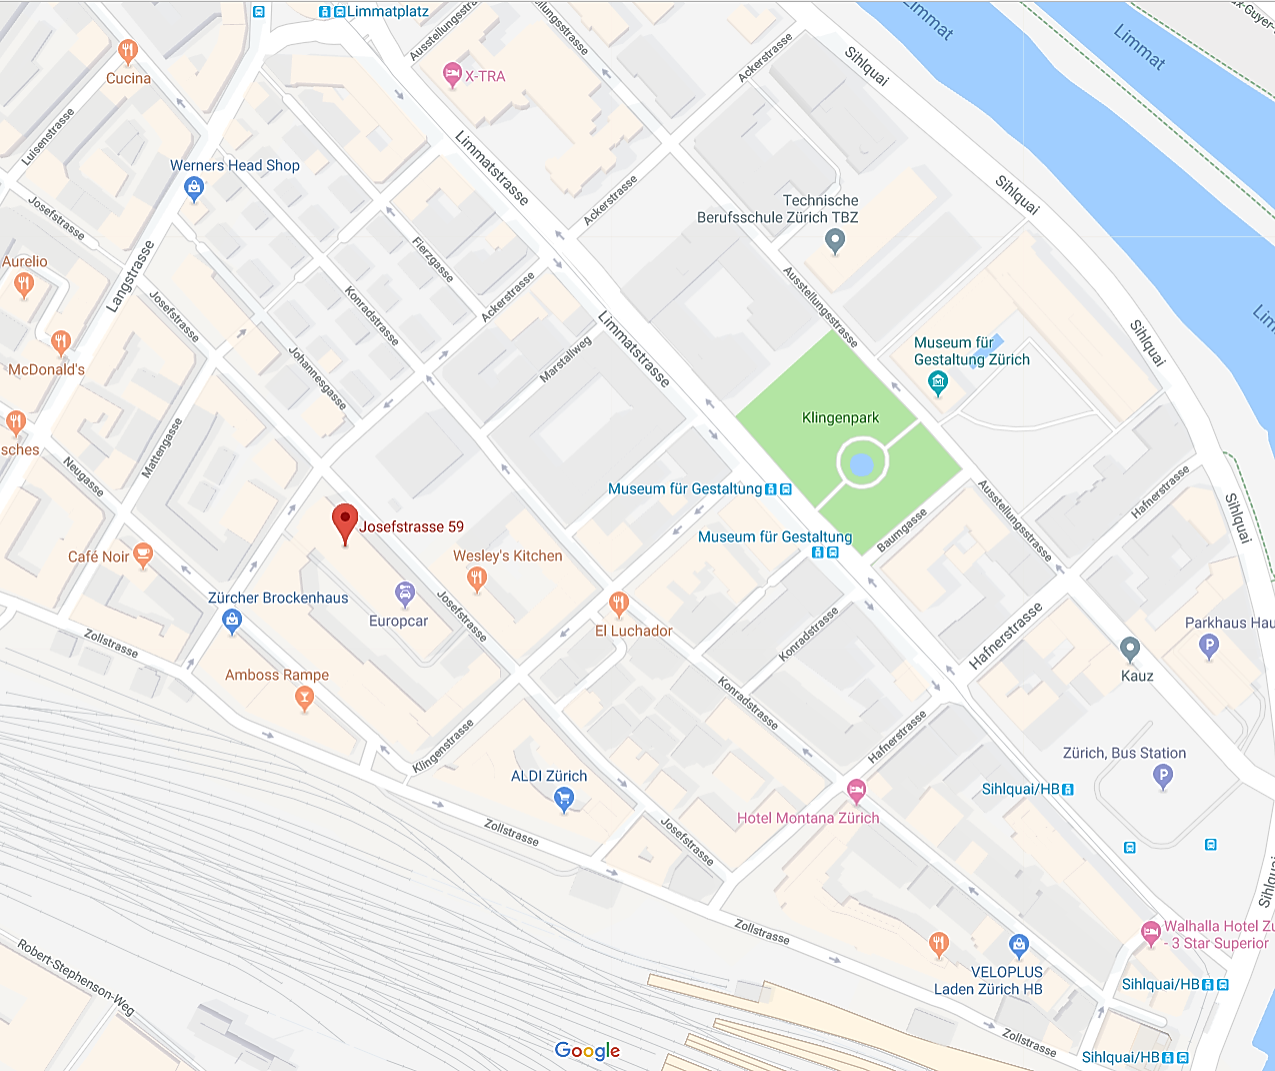 Limmatplatz
Limmat
x-Guyer-
Ausstellungsstrasse
ellungsstrasse
Ackerstrasse
Sihlquai
Limmat
Cucina
X-TRA
Luisenstrasse
Limmatstrasse
Werners Head Shop
Sihlquai
Ackerstrasse
Technische
Berufsschule Zürich TBZ
Josefstrasse
Langstrasse
Fierzgasse
Aurelio
Ausstellungsstrasse
Josefstrasse
Konradstrasse
Ackerstrasse
Lim
Sihlquai
Museum für
Gestaltung Zürich
McDonald's
Johannesgasse
Marstallweg
Limmatstrasse
Klingenpark
sches
Mattengasse
Neugasse
Museum für Gestaltung
Hafnerstrasse
Sihlquai
Ausstellungsstrasse
Josefstrasse 59
Baumgasse
Museum für Gestaltung
Café Noir
Wesley's Kitchen
Zürcher Brockenhaus
Europcar
Josefstrasse
El Luchador
Konradstrasse
Hafnerstrasse
Parkhaus Hau
Zollstrasse
Kauz
Amboss Rampe
Konradstrasse
Klingenstrasse
Hafnerstrasse
Zürich, Bus Station
ALDI Zürich
Sihlquai/HB
Hotel Montana Zürich
Zollstrasse
Josefstrasse
Sihlquai
Zollstrasse
Walhalla Hotel Zu
- 3 Star Superior
Robert-Stephenson-Weg
VELOPLUS
Laden Zürich HB
Sihlquai/HB
Zollstrasse
Google
Sihlquai/HB